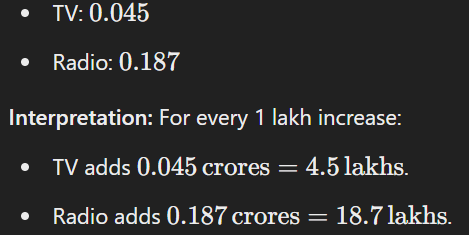 • TV: 0.045
• Radio: 0.187
Interpretation: For every 1 lakh increase:
• TV adds 0.045 crores = 4.5 lakhs.
• Radio adds 0.187 crores = 18.7 lakhs.